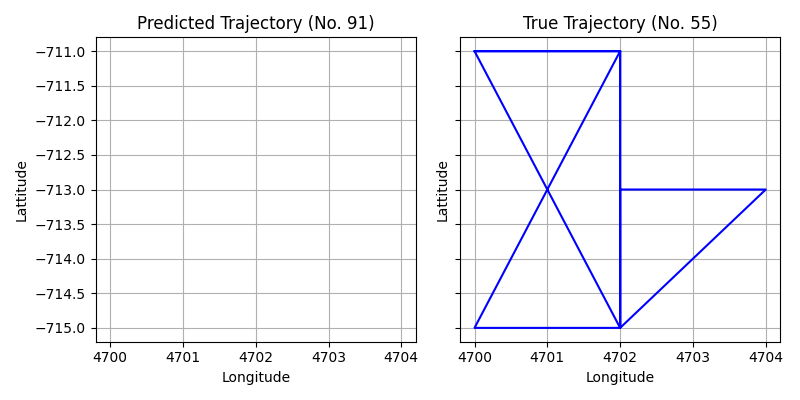 Predicted Trajectory (No. 91)
True Trajectory (No. 55)
Lattitude
−711.0
−711.5
−712.0
−712.5
−713.0
−713.5
−714.0
−714.5
−715.0
4700 4701 4702 4703 4704
Longitude
Lattitude
4700 4701 4702 4703 4704
Longitude